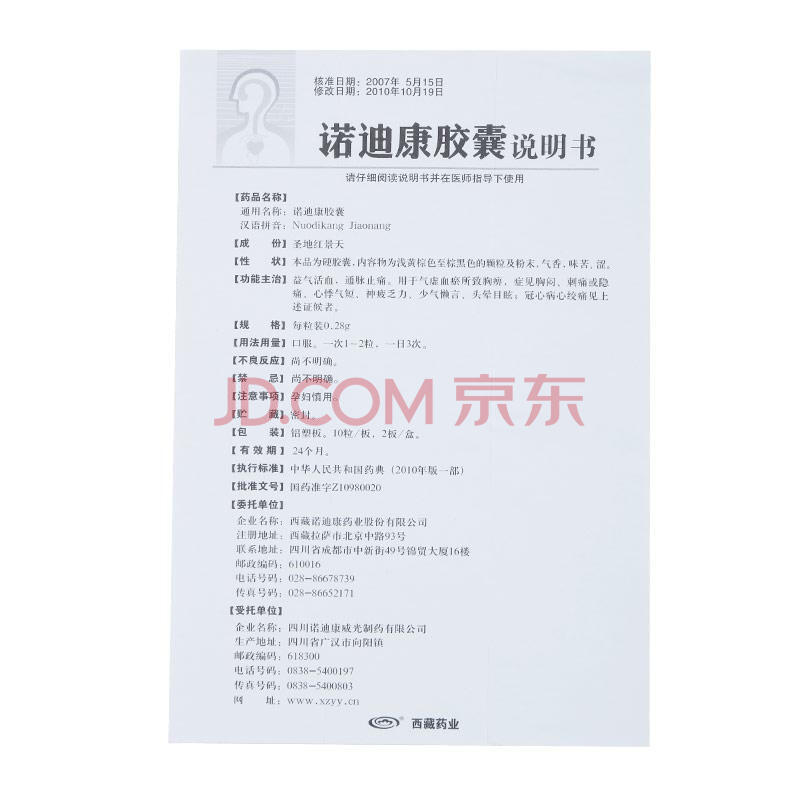 核准日期：2007年 5月15日
修改日期：2010年10月19日
诺迪康胶囊说明书
请仔细阅读说明书并在医师指导下使用
【药品名称】
通用名称：诺迪康胶囊
汉语拼音：Nuodikang Jiaonang
【成　份】圣地红景天
【性　状】本品为硬胶囊，内容物为浅黄棕色至棕黑色的颗粒及粉末，气香，味苦、涩。
【功能主治】益气活血，通脉止痛。用于气虚血瘀所致胸痹，症见胸闷、刺痛或隐
痛、心悸气短、神疲乏力、少气懒言、头晕目眩；冠心病心绞痛见上
述证候者。
【规　格】每粒装0.28g
【用法用量】口服。一次1－2粒，一日3次。
【不良反应】尚不明确。
【禁　忌】尚不明确。
【注意事项】孕妇慎用。
JD.COM 京东
【贮　藏】密封。
【包　装】铝塑板。10粒/板，2板/盒。
【有 效 期】24个月。
【执行标准】中华人民共和国药典（2010年版一部）
【批准文号】国药准字Z10980020
【委托单位】
企业名称：西藏诺迪康药业股份有限公司
注册地址：西藏拉萨市北京中路93号
联系地址：四川省成都市中新街49号锦贸大厦16楼
邮政编码：610016
电话号码：028－86678739
传真号码：028－86652171
【受托单位】
企业名称：四川诺迪康威光制药有限公司
生产地址：四川省广汉市向阳镇
邮政编码：618300
电话号码：0838－5400197
传真号码：0838－5400803
网　　址：www.xzyy.cn
® 西藏药业